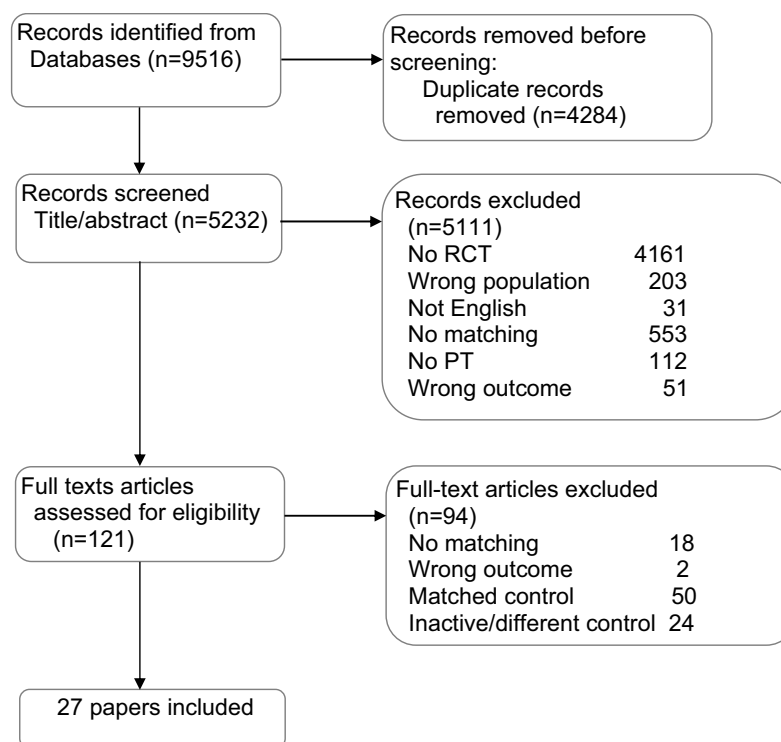 Records identified from
Databases (n=9516)
Records removed before
screening:
Duplicate records
removed (n=4284)
Records screened
Title/abstract (n=5232)
Records excluded
(n=5111)
No RCT 4161
Wrong population 203
Not English 31
No matching 553
No PT 112
Wrong outcome 51
Full texts articles
assessed for eligibility
(n=121)
Full-text articles excluded
(n=94)
No matching 18
Wrong outcome 2
Matched control 50
Inactive/different control 24
27 papers included